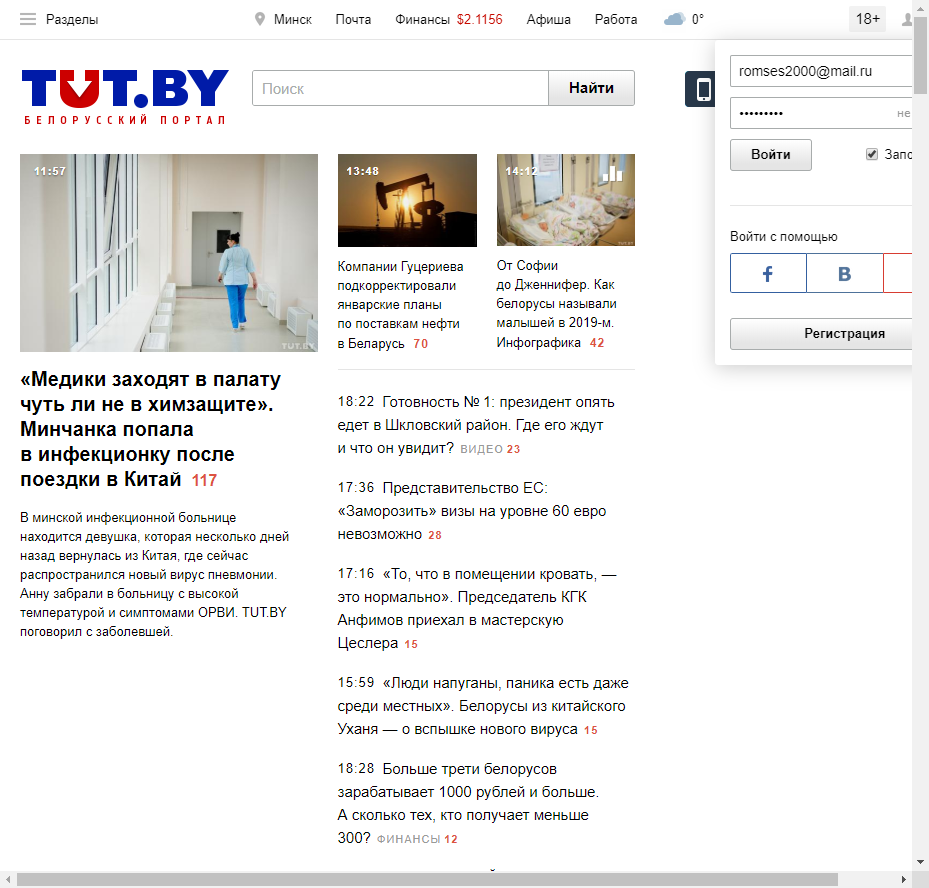 Разделы
Минск
Почта
Финансы $2.1156
Афиша
Работа
0°
18+
TUT.BY
БЕЛОРУССКИЙ ПОРТАЛ
Поиск
Найти
romses2000@mail.ru
•••••••••
не
Войти
Запо
Войти с помощью
f
B
Регистрация
11:57
TUT.BY
«Медики заходят в палату
чуть ли не в химзащите».
Минчанка попала
в инфекционку после
поездки в Китай 117
В минской инфекционной больнице
находится девушка, которая несколько дней
назад вернулась из Китая, где сейчас
распространился новый вирус пневмонии.
Анну забрали в больницу с высокой
температурой и симптомами ОРВИ. TUT.BY
поговорил с заболевшей.
13:48
Компании Гуцериева
подкорректировали
январские планы
по поставкам нефти
в Беларусь 70
14:12
TUT.BY
От Софии
до Дженнифер. Как
белорусы называли
малышей в 2019-м.
Инфографика 42
18:22 Готовность № 1: президент опять
едет в Шкловский район. Где его ждут
и что он увидит? ВИДЕО 23
17:36 Представительство ЕС:
«Заморозить» визы на уровне 60 евро
невозможно 28
17:16 «То, что в помещении кровать, —
это нормально». Председатель КГК
Анфимов приехал в мастерскую
Цеслера 15
15:59 «Люди напуганы, паника есть даже
среди местных». Белорусы из китайского
Уханя — о вспышке нового вируса 15
18:28 Больше трети белорусов
зарабатывает 1000 рублей и больше.
А сколько тех, кто получает меньше
300? ФИНАНСЫ 12